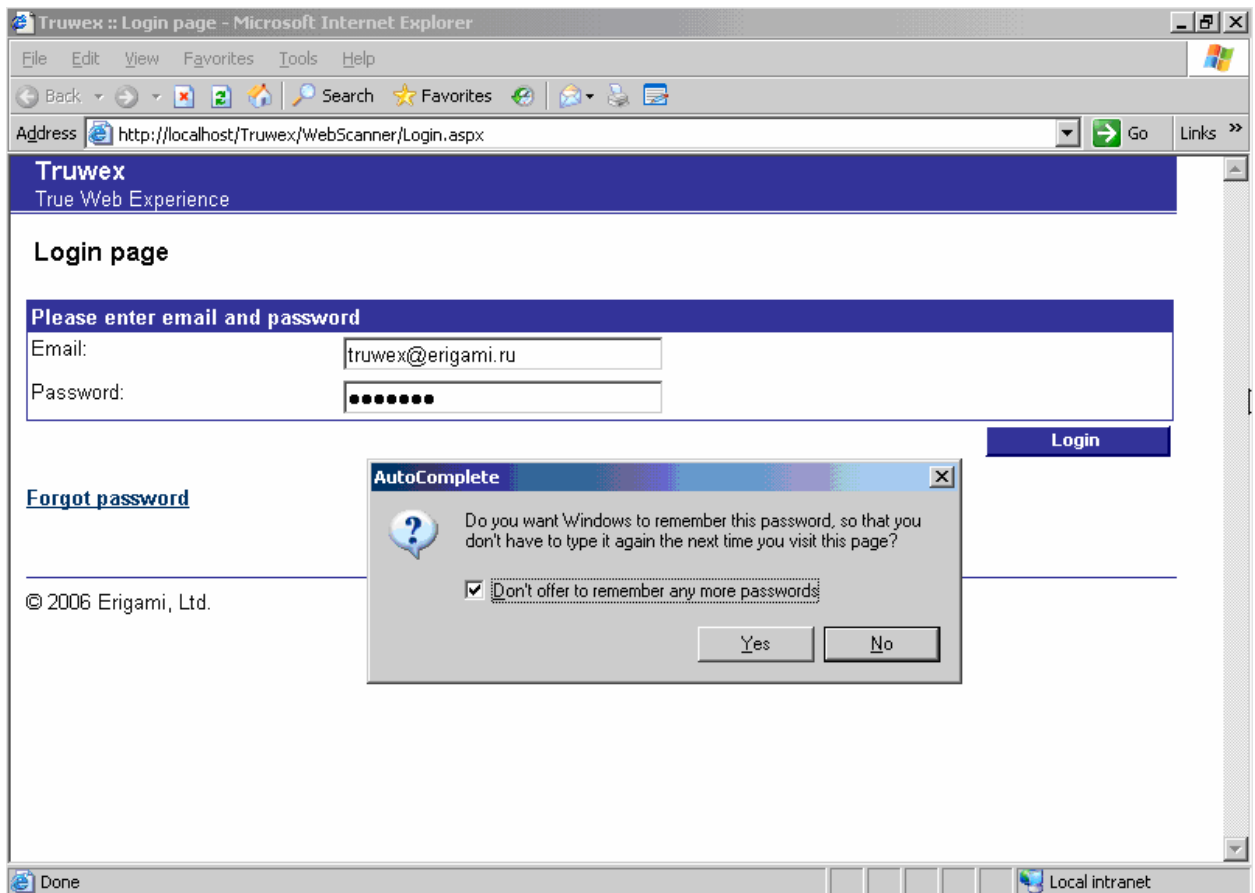 Truwex :: Login page - Microsoft Internet Explorer
File Edit View Favorites Tools Help
Back Search Favorites
Address http://localhost/Truwex/WebScanner/Login.aspx Go Links »
Truwex
True Web Experience
Login page
Please enter email and password
Email: truwex@erigami.ru
Password: •••••••
Login
Forgot password
AutoComplete
Do you want Windows to remember this password, so that you
don't have to type it again the next time you visit this page?
Don't offer to remember any more passwords
Yes No
© 2006 Erigami, Ltd.
Done Local intranet